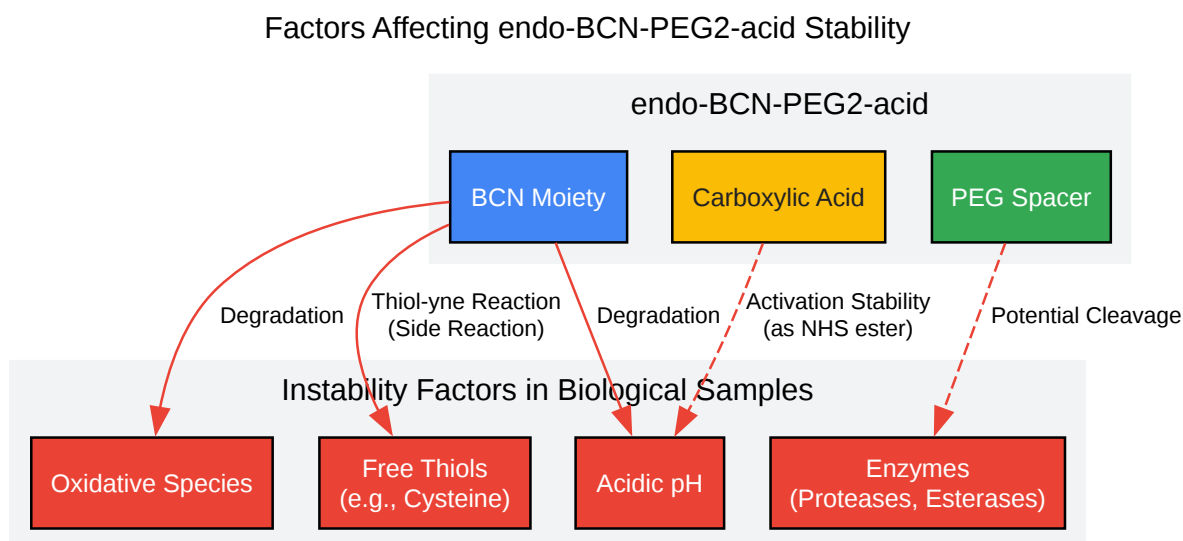 Factors Affecting endo-BCN-PEG2-acid Stability
endo-BCN-PEG2-acid
BCN Moiety
Carboxylic Acid
PEG Spacer
Degradation
Thiol-yne Reaction
(Side Reaction)
Degradation
Activation Stability
(as NHS ester)
Potential Cleavage
Instability Factors in Biological Samples
Oxidative Species
Free Thiols
(e.g., Cysteine)
Acidic pH
Enzymes
(Proteases, Esterases)